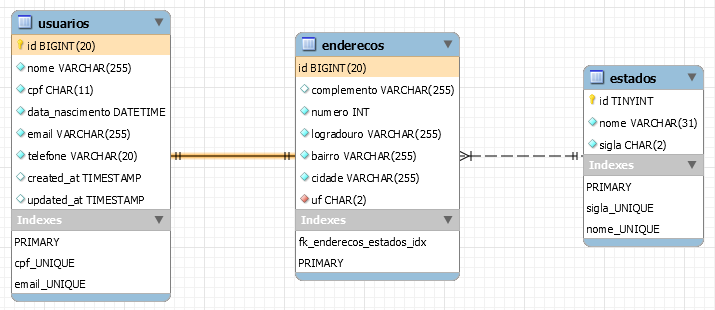 usuarios
id BIGINT(20)
nome VARCHAR(255)
cpf CHAR(11)
data_nascimento DATETIME
email VARCHAR(255)
telefone VARCHAR(20)
created_at TIMESTAMP
updated_at TIMESTAMP
Indexes
PRIMARY
cpf_UNIQUE
email_UNIQUE
enderecos
id BIGINT(20)
complemento VARCHAR(255)
numero INT
logradouro VARCHAR(255)
bairro VARCHAR(255)
cidade VARCHAR(255)
uf CHAR(2)
Indexes
fk_enderecos_estados_idx
PRIMARY
estados
id TINYINT
nome VARCHAR(31)
sigla CHAR(2)
Indexes
PRIMARY
sigla_UNIQUE
nome_UNIQUE